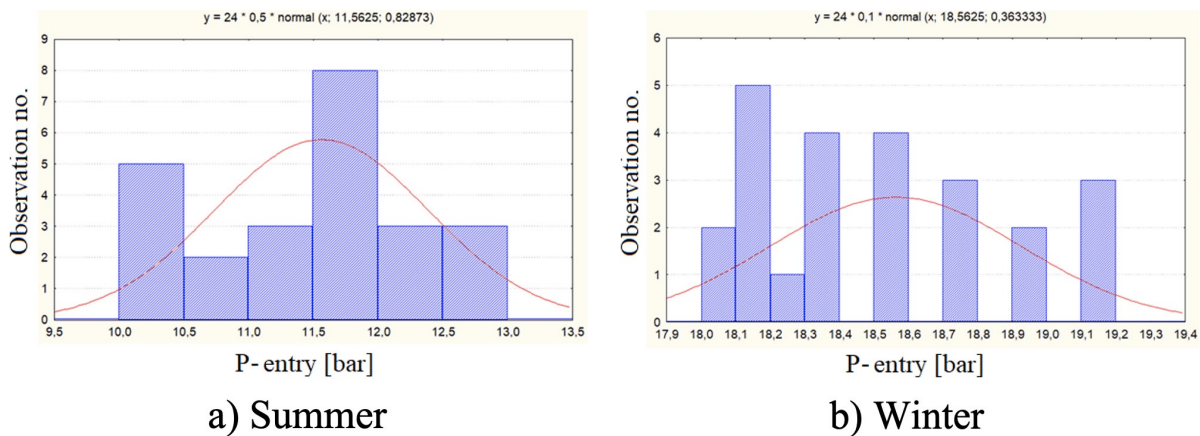 y = 24 * 0,5 * normal (x; 11,5625; 0,82873)
9
8
7
6
5
4
3
2
1
0
Observation no.
9,5 10,0 10,5 11,0 11,5 12,0 12,5 13,0 13,5
P- entry [bar]
a) Summer
y = 24 * 0,1 * normal (x; 18,5625; 0,363333)
6
5
4
3
2
1
0
Observation no.
17,9 18,0 18,1 18,2 18,3 18,4 18,5 18,6 18,7 18,8 18,9 19,0 19,1 19,2 19,3 19,4
P- entry [bar]
b) Winter